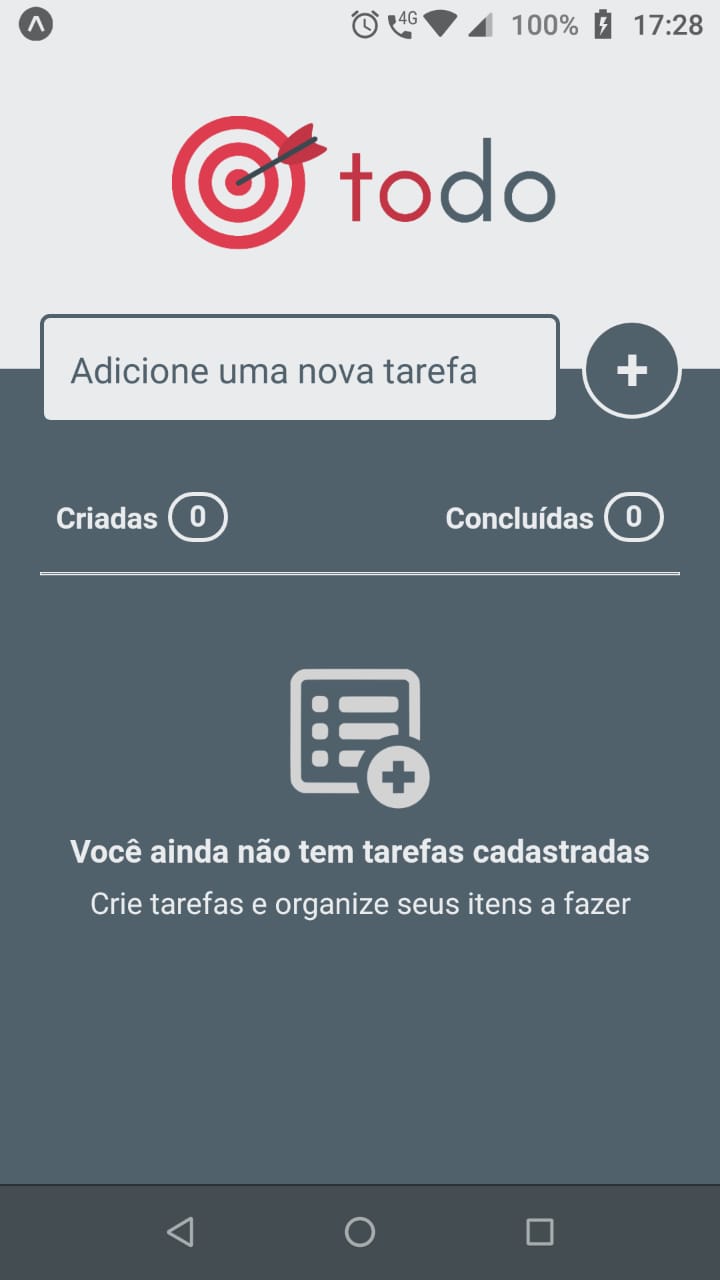 4G 100% 17:28
todo
Adicione uma nova tarefa
Criadas 0 Concluídas 0
Você ainda não tem tarefas cadastradas
Crie tarefas e organize seus itens a fazer